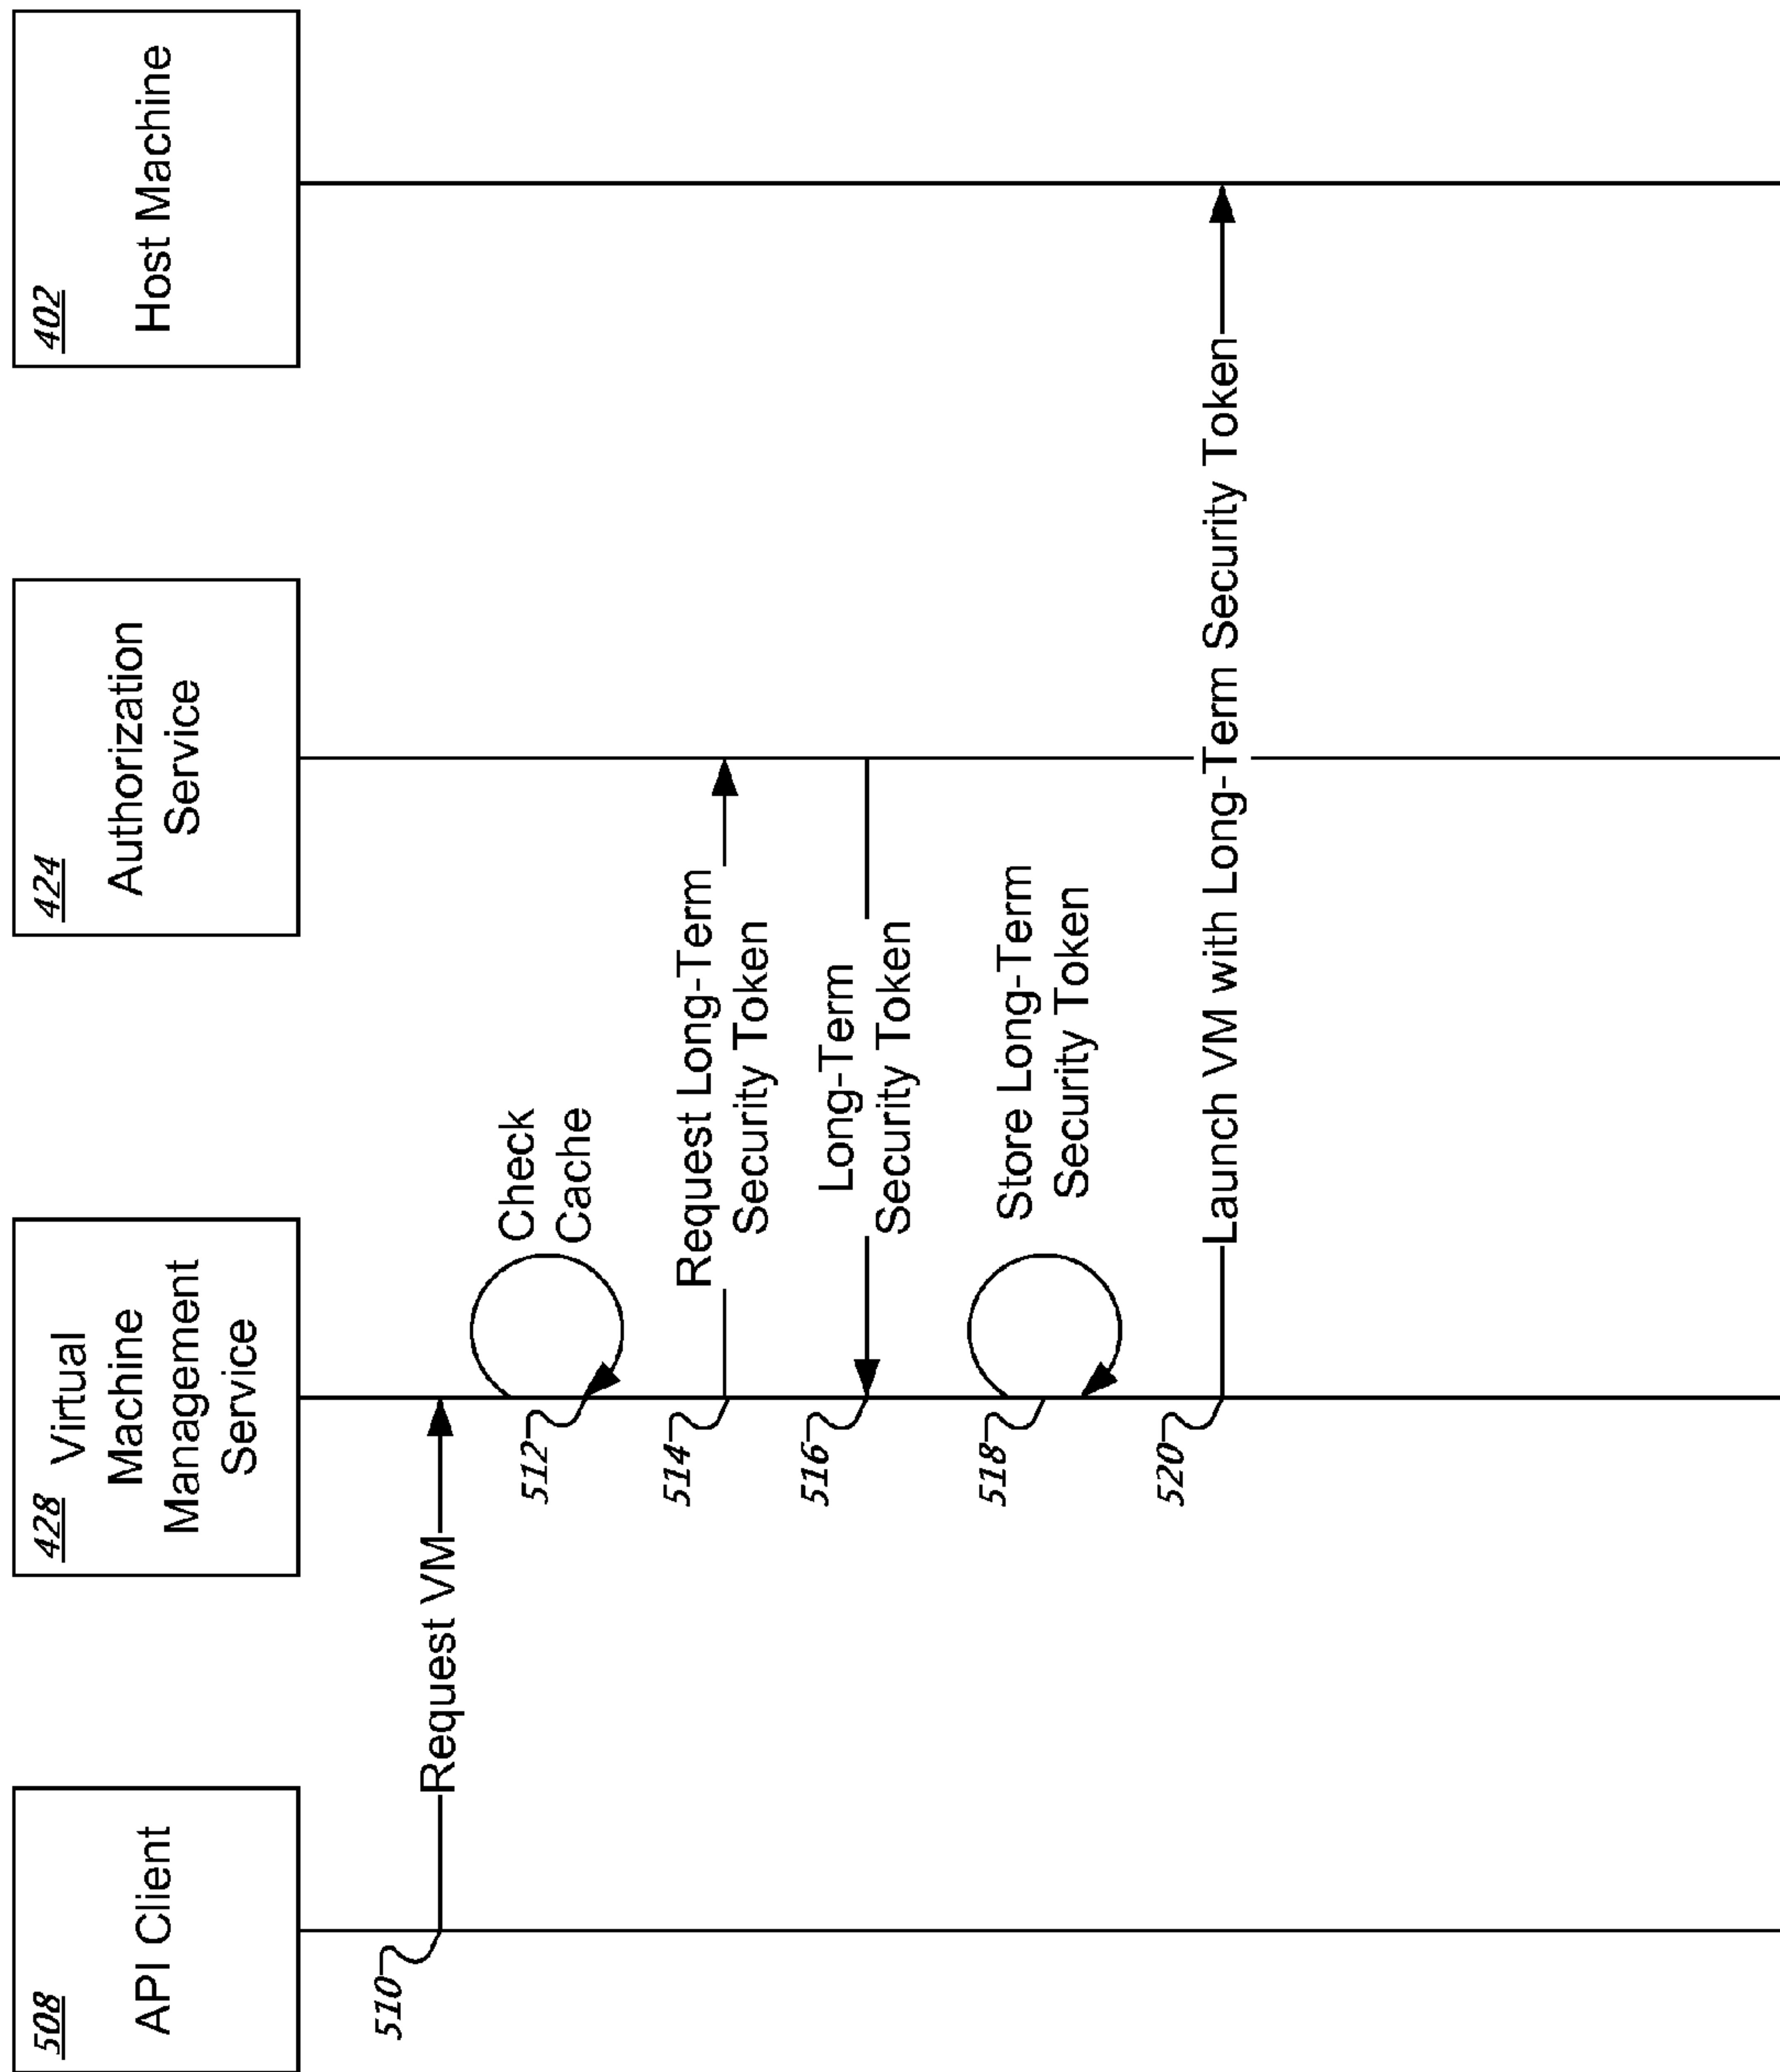 508
API Client
428 Virtual
Machine
Management
Service
424
Authorization
Service
402
Host Machine
510
Request VM
512
Check
Cache
514
Request Long-Term
Security Token
516
Long-Term
Security Token
518
Store Long-Term
Security Token
520
Launch VM with Long-Term Security Token